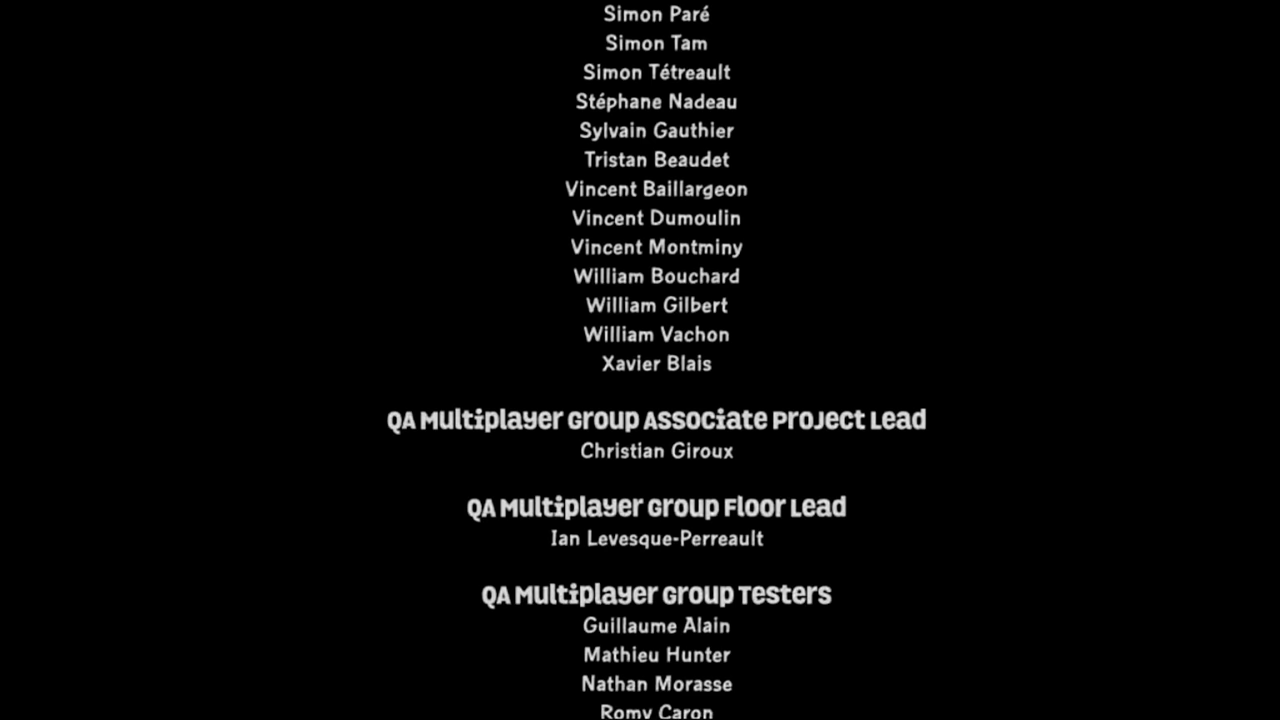 Simon Paré
Simon Tam
Simon Tétreault
Stéphane Nadeau
Sylvain Gauthier
Tristan Beaudet
Vincent Baillargeon
Vincent Dumoulin
Vincent Montminy
William Bouchard
William Gilbert
William Vachon
Xavier Blais
QA Multiplayer Group Associate Project Lead
Christian Giroux
QA Multiplayer Group Floor Lead
Ian Levesque-Perreault
QA Multiplayer Group Testers
Guillaume Alain
Mathieu Hunter
Nathan Morasse
Romy Caron